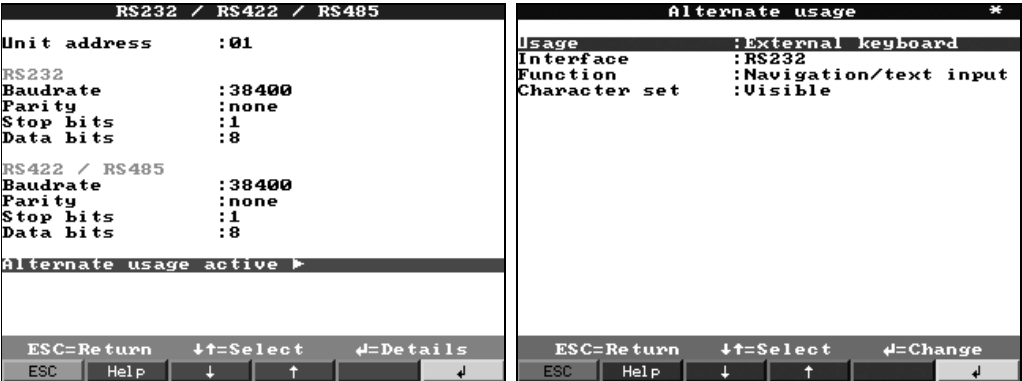 RS232 / RS422 / RS485
Unit address :01
RS232
Baudrate :38400
Parity :none
Stop bits :1
Data bits :8
RS422 / RS485
Baudrate :38400
Parity :none
Stop bits :1
Data bits :8
Alternate usage active ►
ESC=Return ↓↑=Select ↲=Details
ESC Help ↓ ↑ ↲
Alternate usage *
Usage :External keyboard
Interface :RS232
Function :Navigation/text input
Character set :Visible
ESC=Return ↓↑=Select ↲=Change
ESC Help ↓ ↑ ↲